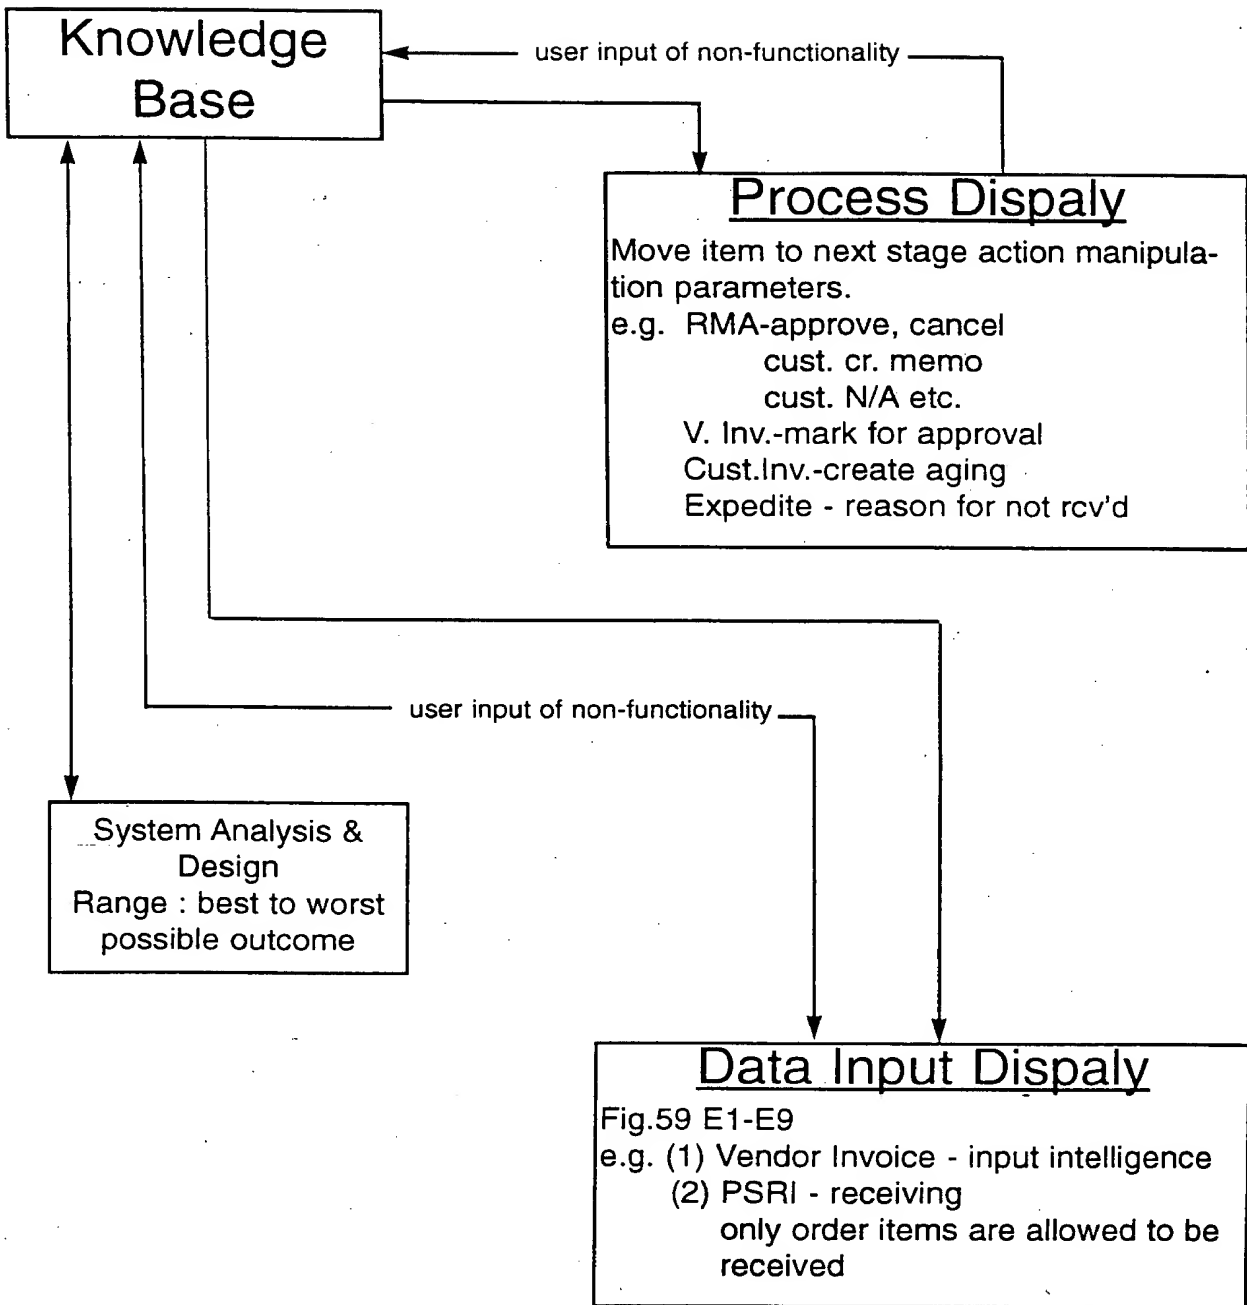 Knowledge
Base
user input of non-functionality
Process Dispaly
Move item to next stage action manipula-
tion parameters.
e.g. RMA-approve, cancel
cust. cr. memo
cust. N/A etc.
V. Inv.-mark for approval
Cust.Inv.-create aging
Expedite - reason for not rcv'd
user input of non-functionality
System Analysis &
Design
Range : best to worst
possible outcome
Data Input Dispaly
Fig.59 E1-E9
e.g. (1) Vendor Invoice - input intelligence
(2) PSRI - receiving
only order items are allowed to be
received